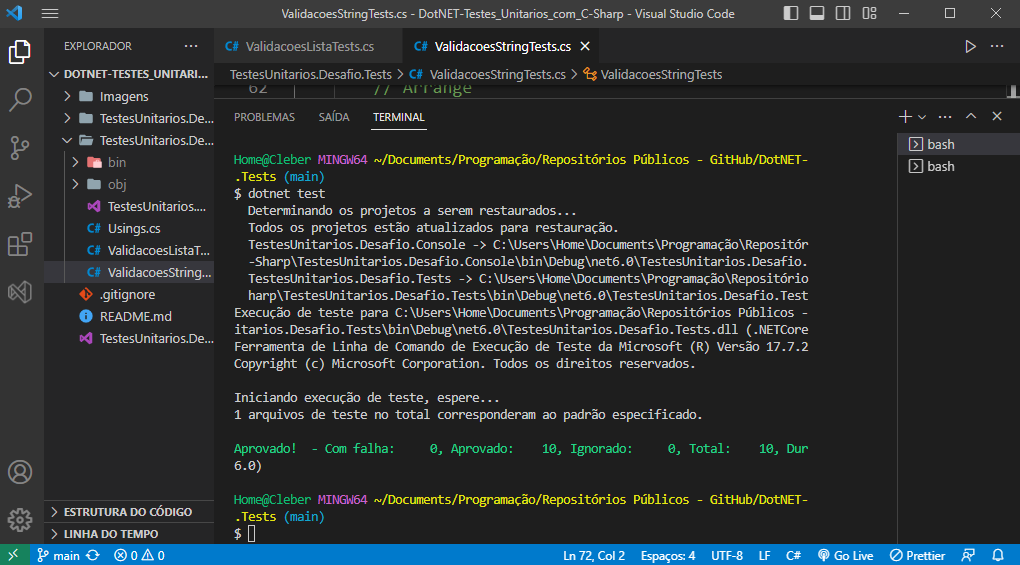 ValidacoesStringTests.cs - DotNET-Testes_Unitarios_com_C-Sharp - Visual Studio Code
EXPLORADOR
DOTNET-TESTES_UNITARI...
Imagens
TestesUnitarios.De...
TestesUnitarios.De...
bin
obj
TestesUnitarios....
C# Usings.cs
C# ValidacoesListaT...
C# ValidacoesString...
.gitignore
README.md
TestesUnitarios.De...
ESTRUTURA DO CÓDIGO
LINHA DO TEMPO
C# ValidacoesListaTests.cs
C# ValidacoesStringTests.cs
TestesUnitarios.Desafio.Tests > C# ValidacoesStringTests.cs > ValidacoesStringTests
62 // Arrange
PROBLEMAS SAÍDA TERMINAL
bash
bash
Home@Cleber MINGW64 ~/Documents/Programação/Repositórios Públicos - GitHub/DotNET-
.Tests (main)
$ dotnet test
Determinando os projetos a serem restaurados...
Todos os projetos estão atualizados para restauração.
TestesUnitarios.Desafio.Console -> C:\Users\Home\Documents\Programação\Repositór
-Sharp\TestesUnitarios.Desafio.Console\bin\Debug\net6.0\TestesUnitarios.Desafio.
TestesUnitarios.Desafio.Tests -> C:\Users\Home\Documents\Programação\Repositório
harp\TestesUnitarios.Desafio.Tests\bin\Debug\net6.0\TestesUnitarios.Desafio.Test
Execução de teste para C:\Users\Home\Documents\Programação\Repositórios Públicos -
itarios.Desafio.Tests\bin\Debug\net6.0\TestesUnitarios.Desafio.Tests.dll (.NETCore
Ferramenta de Linha de Comando de Execução de Teste da Microsoft (R) Versão 17.7.2
Copyright (c) Microsoft Corporation. Todos os direitos reservados.
Iniciando execução de teste, espere...
1 arquivos de teste no total corresponderam ao padrão especificado.
Aprovado! - Com falha: 0, Aprovado: 10, Ignorado: 0, Total: 10, Dur
6.0)
Home@Cleber MINGW64 ~/Documents/Programação/Repositórios Públicos - GitHub/DotNET-
.Tests (main)
$
main 0 0 Ln 72, Col 2 Espaços: 4 UTF-8 LF C# Go Live Prettier